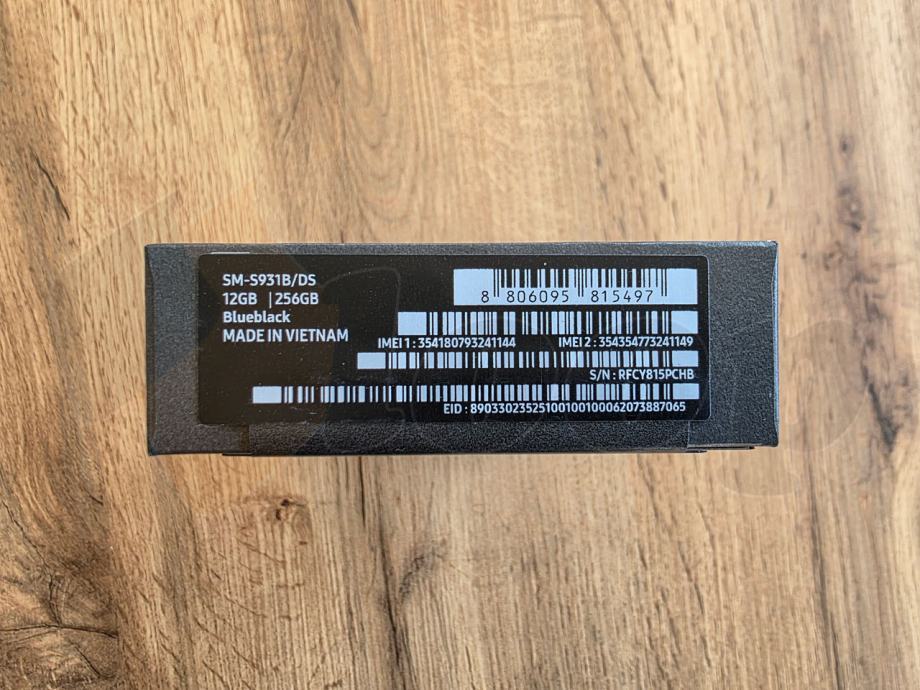 SM-S931B/DS
12GB | 256GB
Blueblack
MADE IN VIETNAM
8 806095 815497
IMEI 1 : 354180793241144 IMEI 2 : 354354773241149
S/N : RFCY815PCHB
EID : 89033023525100100100062073887065